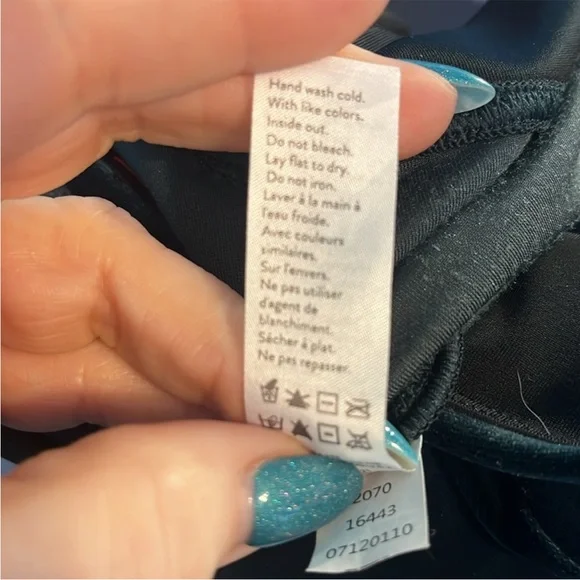 Hand wash cold.
With like colors.
Inside out.
Do not bleach.
Lay flat to dry.
Do not iron.
Laver à la main à
l'eau froide.
Avec couleurs
similaires.
Sur l'envers.
Ne pas utiliser
d'agent de
blanchiment.
Sécher à plat.
Ne pas repasser.
2070
16443
07120110